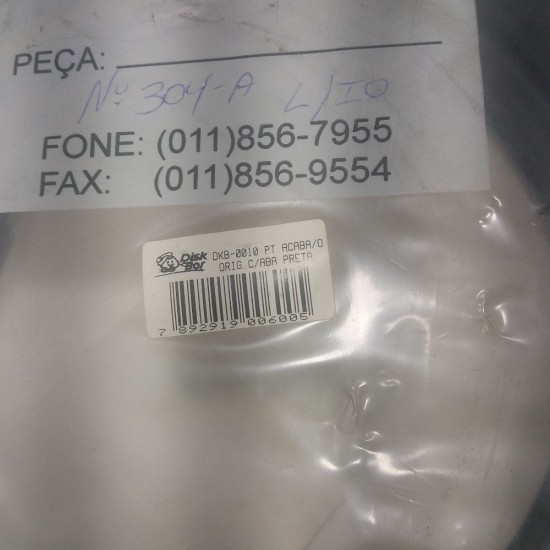 PEÇA:
Nº 304-A L/IO
FONE: (011)856-7955
FAX: (011)856-9554
Disk Bor DKB-0010 PT ACABA/O
ORIG C/ABA PRETA
7 892919 006005